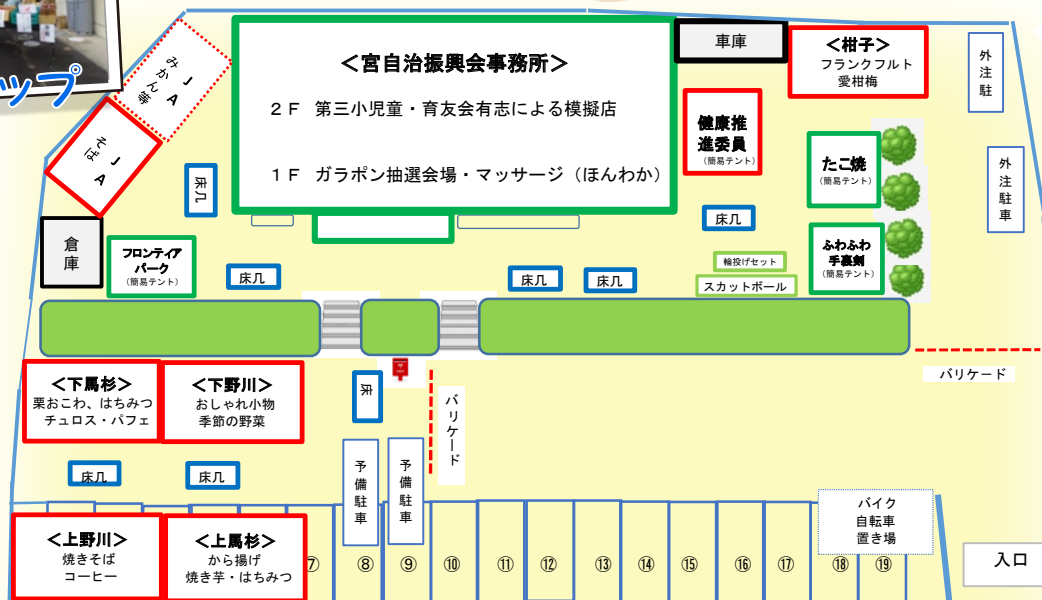 ップ
J A
みかん等
J A
そば
＜宮自治振興会事務所＞
２Ｆ 第三小児童・育友会有志による模擬店
１Ｆ ガラポン抽選会場・マッサージ（ほんわか）
車庫
＜柑子＞
フランクフルト
愛柑梅
外注駐
健康推
進委員
（簡易テント）
たこ焼
（簡易テント）
外注駐車
床几
床几
倉庫
フロンティア
パーク
（簡易テント）
床几
床几
床几
輪投げセット
スカットボール
ふわふわ
手裏剣
（簡易テント）
バリケード
＜下馬杉＞
栗おこわ、はちみつ
チュロス・パフェ
＜下野川＞
おしゃれ小物
季節の野菜
床
バリケード
床几
床几
予備駐車
予備駐車
バイク
自転車
置き場
＜上野川＞
焼きそば
コーヒー
＜上馬杉＞
から揚げ
焼き芋・はちみつ
⑦ ⑧ ⑨ ⑩ ⑪ ⑫ ⑬ ⑭ ⑮ ⑯ ⑰ ⑱ ⑲
入口